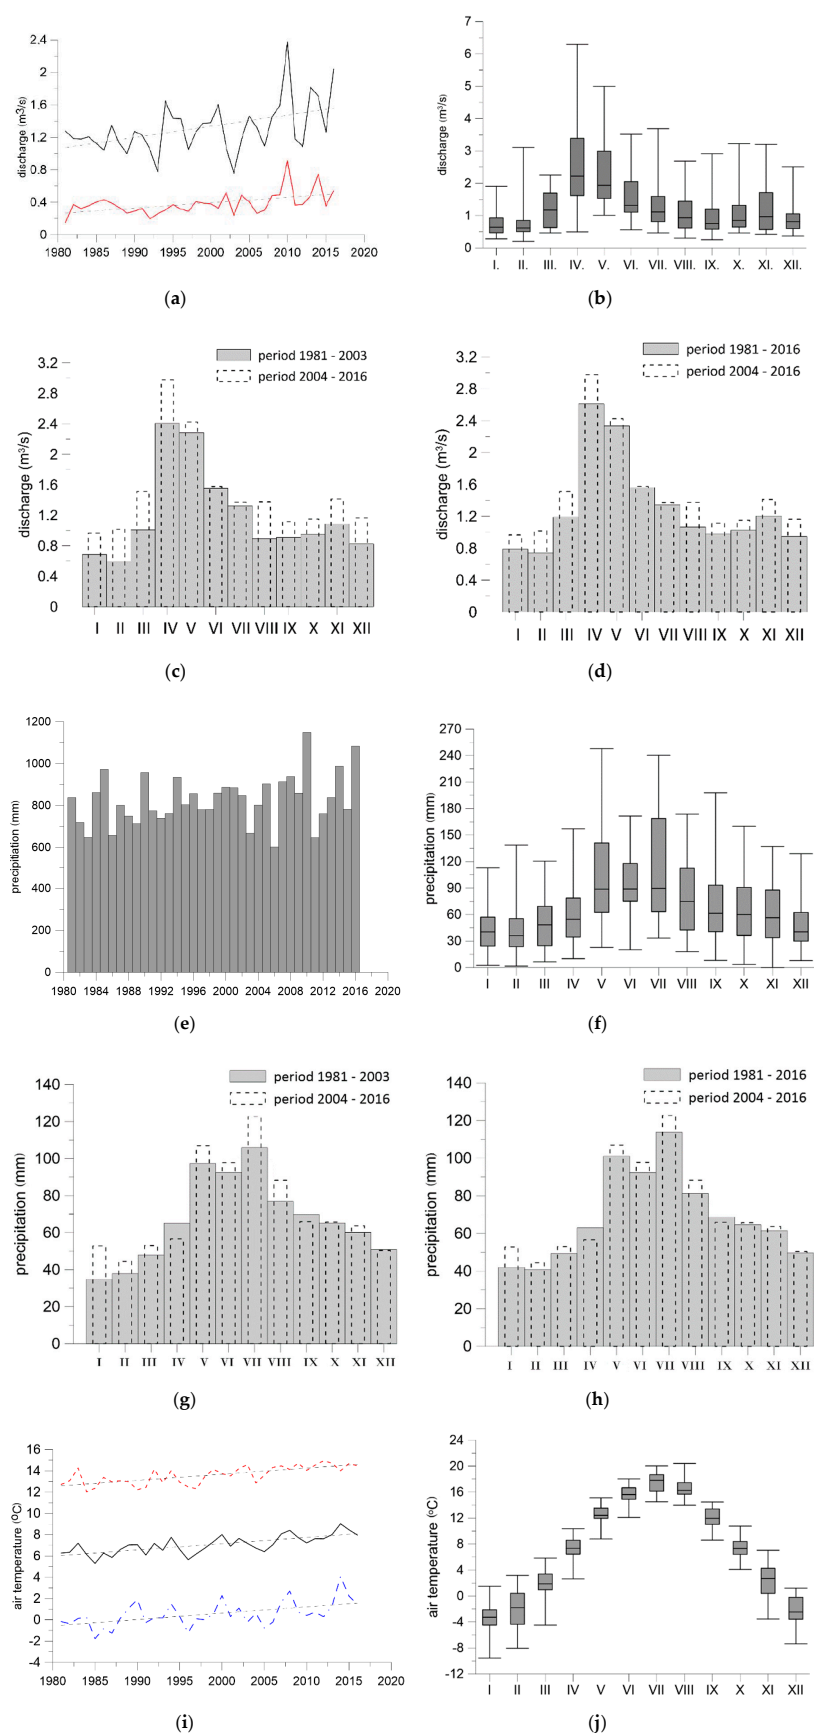 2.4
2
1.6
1.2
0.8
0.4
0
discharge (m³/s)
1980 1985 1990 1995 2000 2005 2010 2015 2020
(a)
7
6
5
4
3
2
1
0
discharge (m³/s)
I. II. III. IV. V. VI. VII. VIII. IX. X. XI. XII.
(b)
period 1981 - 2003
period 2004 - 2016
3.2
2.8
2.4
2
1.6
1.2
0.8
0.4
0
discharge (m³/s)
I II III IV V VI VII VIII IX X XI XII
(c)
period 1981 - 2016
period 2004 - 2016
3.2
2.8
2.4
2
1.6
1.2
0.8
0.4
0
discharge (m³/s)
I II III IV V VI VII VIII IX X XI XII
(d)
1200
1000
800
600
400
200
0
precipitiation (mm)
1980 1984 1988 1992 1996 2000 2004 2008 2012 2016 2020
(e)
270
240
210
180
150
120
90
60
30
0
precipitation (mm)
I II III IV V VI VII VIII IX X XI XII
(f)
period 1981 - 2003
period 2004 - 2016
140
120
100
80
60
40
20
0
precipitation (mm)
I II III IV V VI VII VIII IX X XI XII
(g)
period 1981 - 2016
period 2004 - 2016
140
120
100
80
60
40
20
0
precipitation (mm)
I II III IV V VI VII VIII IX X XI XII
(h)
16
14
12
10
8
6
4
2
0
-2
-4
air temperature (°C)
1980 1985 1990 1995 2000 2005 2010 2015 2020
(i)
24
20
16
12
8
4
0
-4
-8
-12
air temperature (°C)
I II III IV V VI VII VIII IX X XI XII
(j)